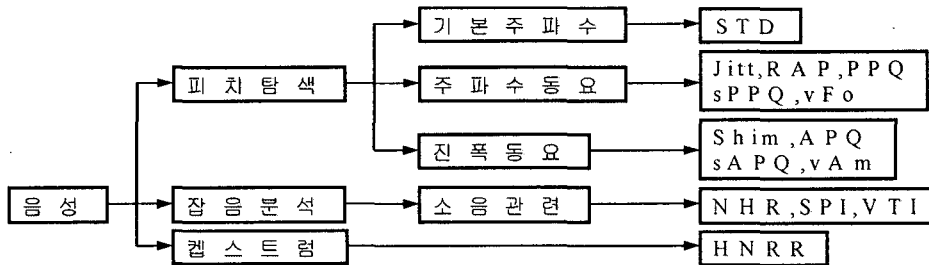 기본주파수
STD
피치탐색
주파수동요
Jitt,RAP,PPQ
sPPQ,vFo
진폭동요
Shim,APQ
sAPQ,vAm
음성
잡음분석
소음관련
NHR,SPI,VTI
켑스트럼
HNRR